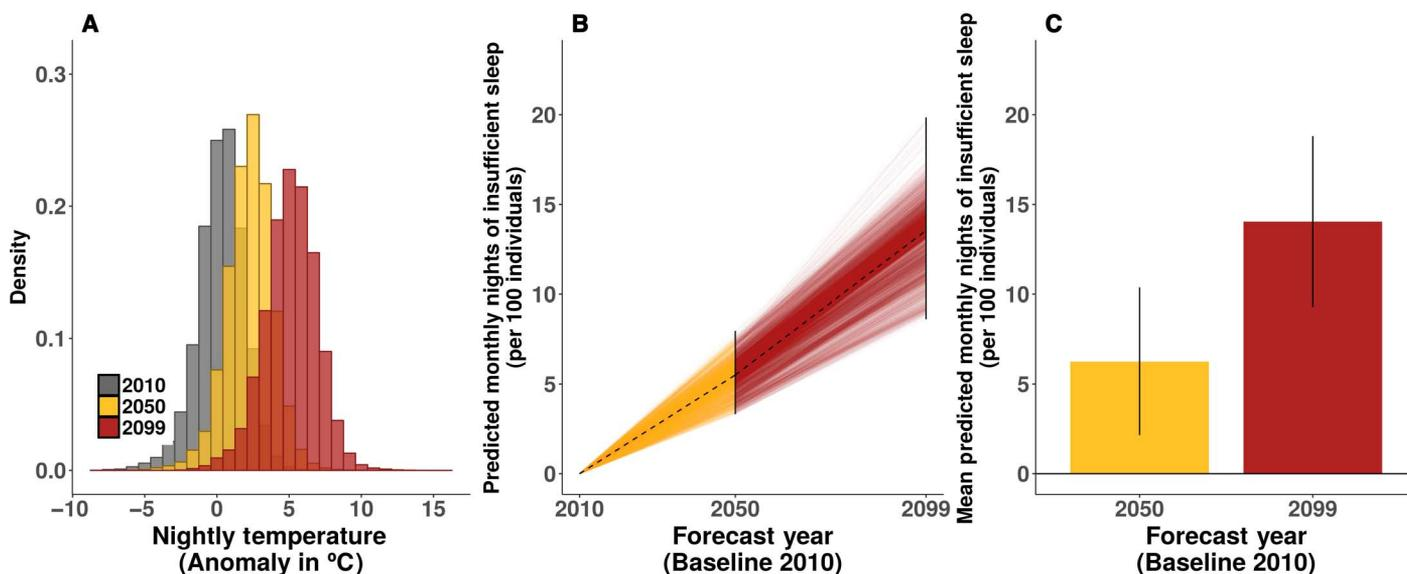 A
Density
0.3
0.2
0.1
0.0
2010
2050
2099
−10
−5
0
5
10
15
Nightly temperature
(Anomaly in ºC)
B
Predicted monthly nights of insufficient sleep
(per 100 individuals)
20
15
10
5
0
2010
2050
2099
Forecast year
(Baseline 2010)
C
Mean predicted monthly nights of insufficient sleep
(per 100 individuals)
20
15
10
5
0
2050
2099
Forecast year
(Baseline 2010)